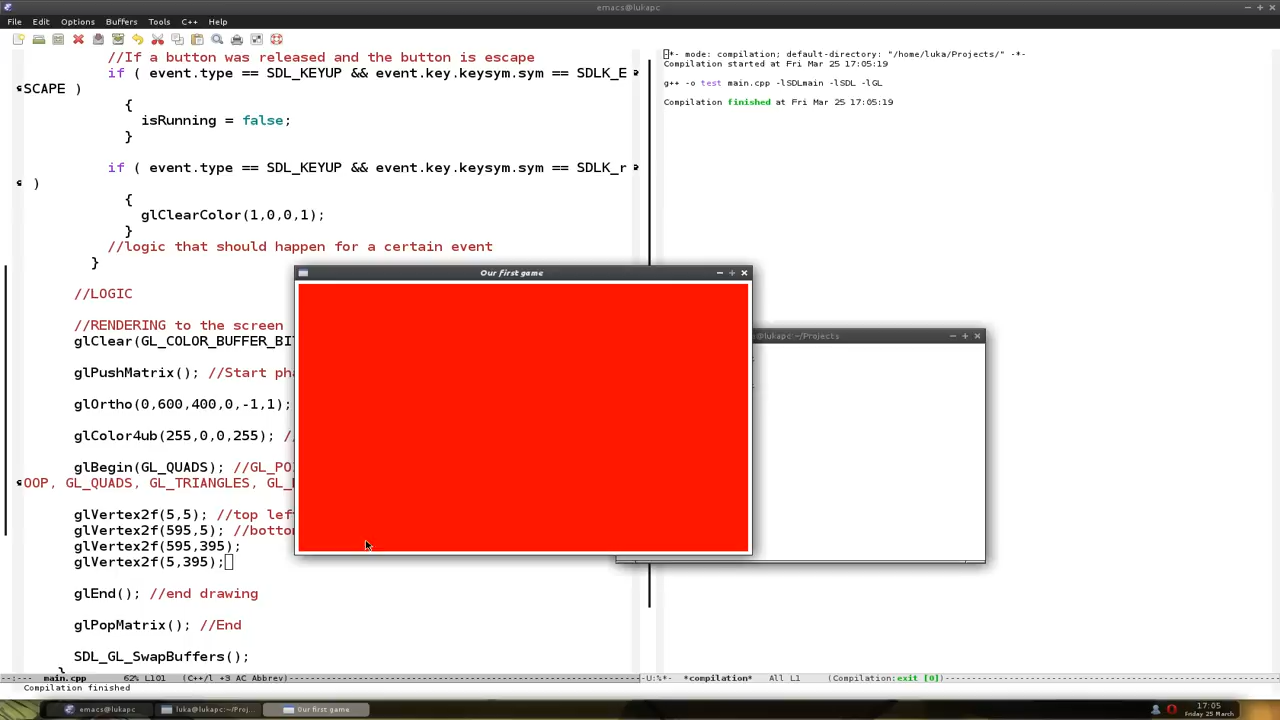 emacs@lukapc
File Edit Options Buffers Tools C++ Help
//If a button was released and the button is escape
if ( event.type == SDL_KEYUP && event.key.keysym.sym == SDLK_E
SCAPE )
{
isRunning = false;
}
if ( event.type == SDL_KEYUP && event.key.keysym.sym == SDLK_r
)
{
glClearColor(1,0,0,1);
}
//logic that should happen for a certain event
}
//LOGIC
//RENDERING to the screen
glClear(GL_COLOR_BUFFER_BI
glPushMatrix(); //Start pha
glOrtho(0,600,400,0,-1,1);
glColor4ub(255,0,0,255); //
glBegin(GL_QUADS); //GL_PO
OOP, GL_QUADS, GL_TRIANGLES, GL_
glVertex2f(5,5); //top lef
glVertex2f(595,5); //botto
glVertex2f(595,395);
glVertex2f(5,395);
glEnd(); //end drawing
glPopMatrix(); //End
SDL_GL_SwapBuffers();
}
--:--- main.cpp 62% L101 (C++/l +3 AC Abbrev)
Compilation finished
-*- mode: compilation; default-directory: "/home/luka/Projects/" -*-
Compilation started at Fri Mar 25 17:05:19
g++ -o test main.cpp -lSDLmain -lSDL -lGL
Compilation finished at Fri Mar 25 17:05:19
Our first game
@lukapc: ~/Projects
-U:%*- *compilation* All L1 (Compilation:exit [0])
emacs@lukapc
luka@lukapc:~/Proj...
Our first game
17:05
Friday 25 March